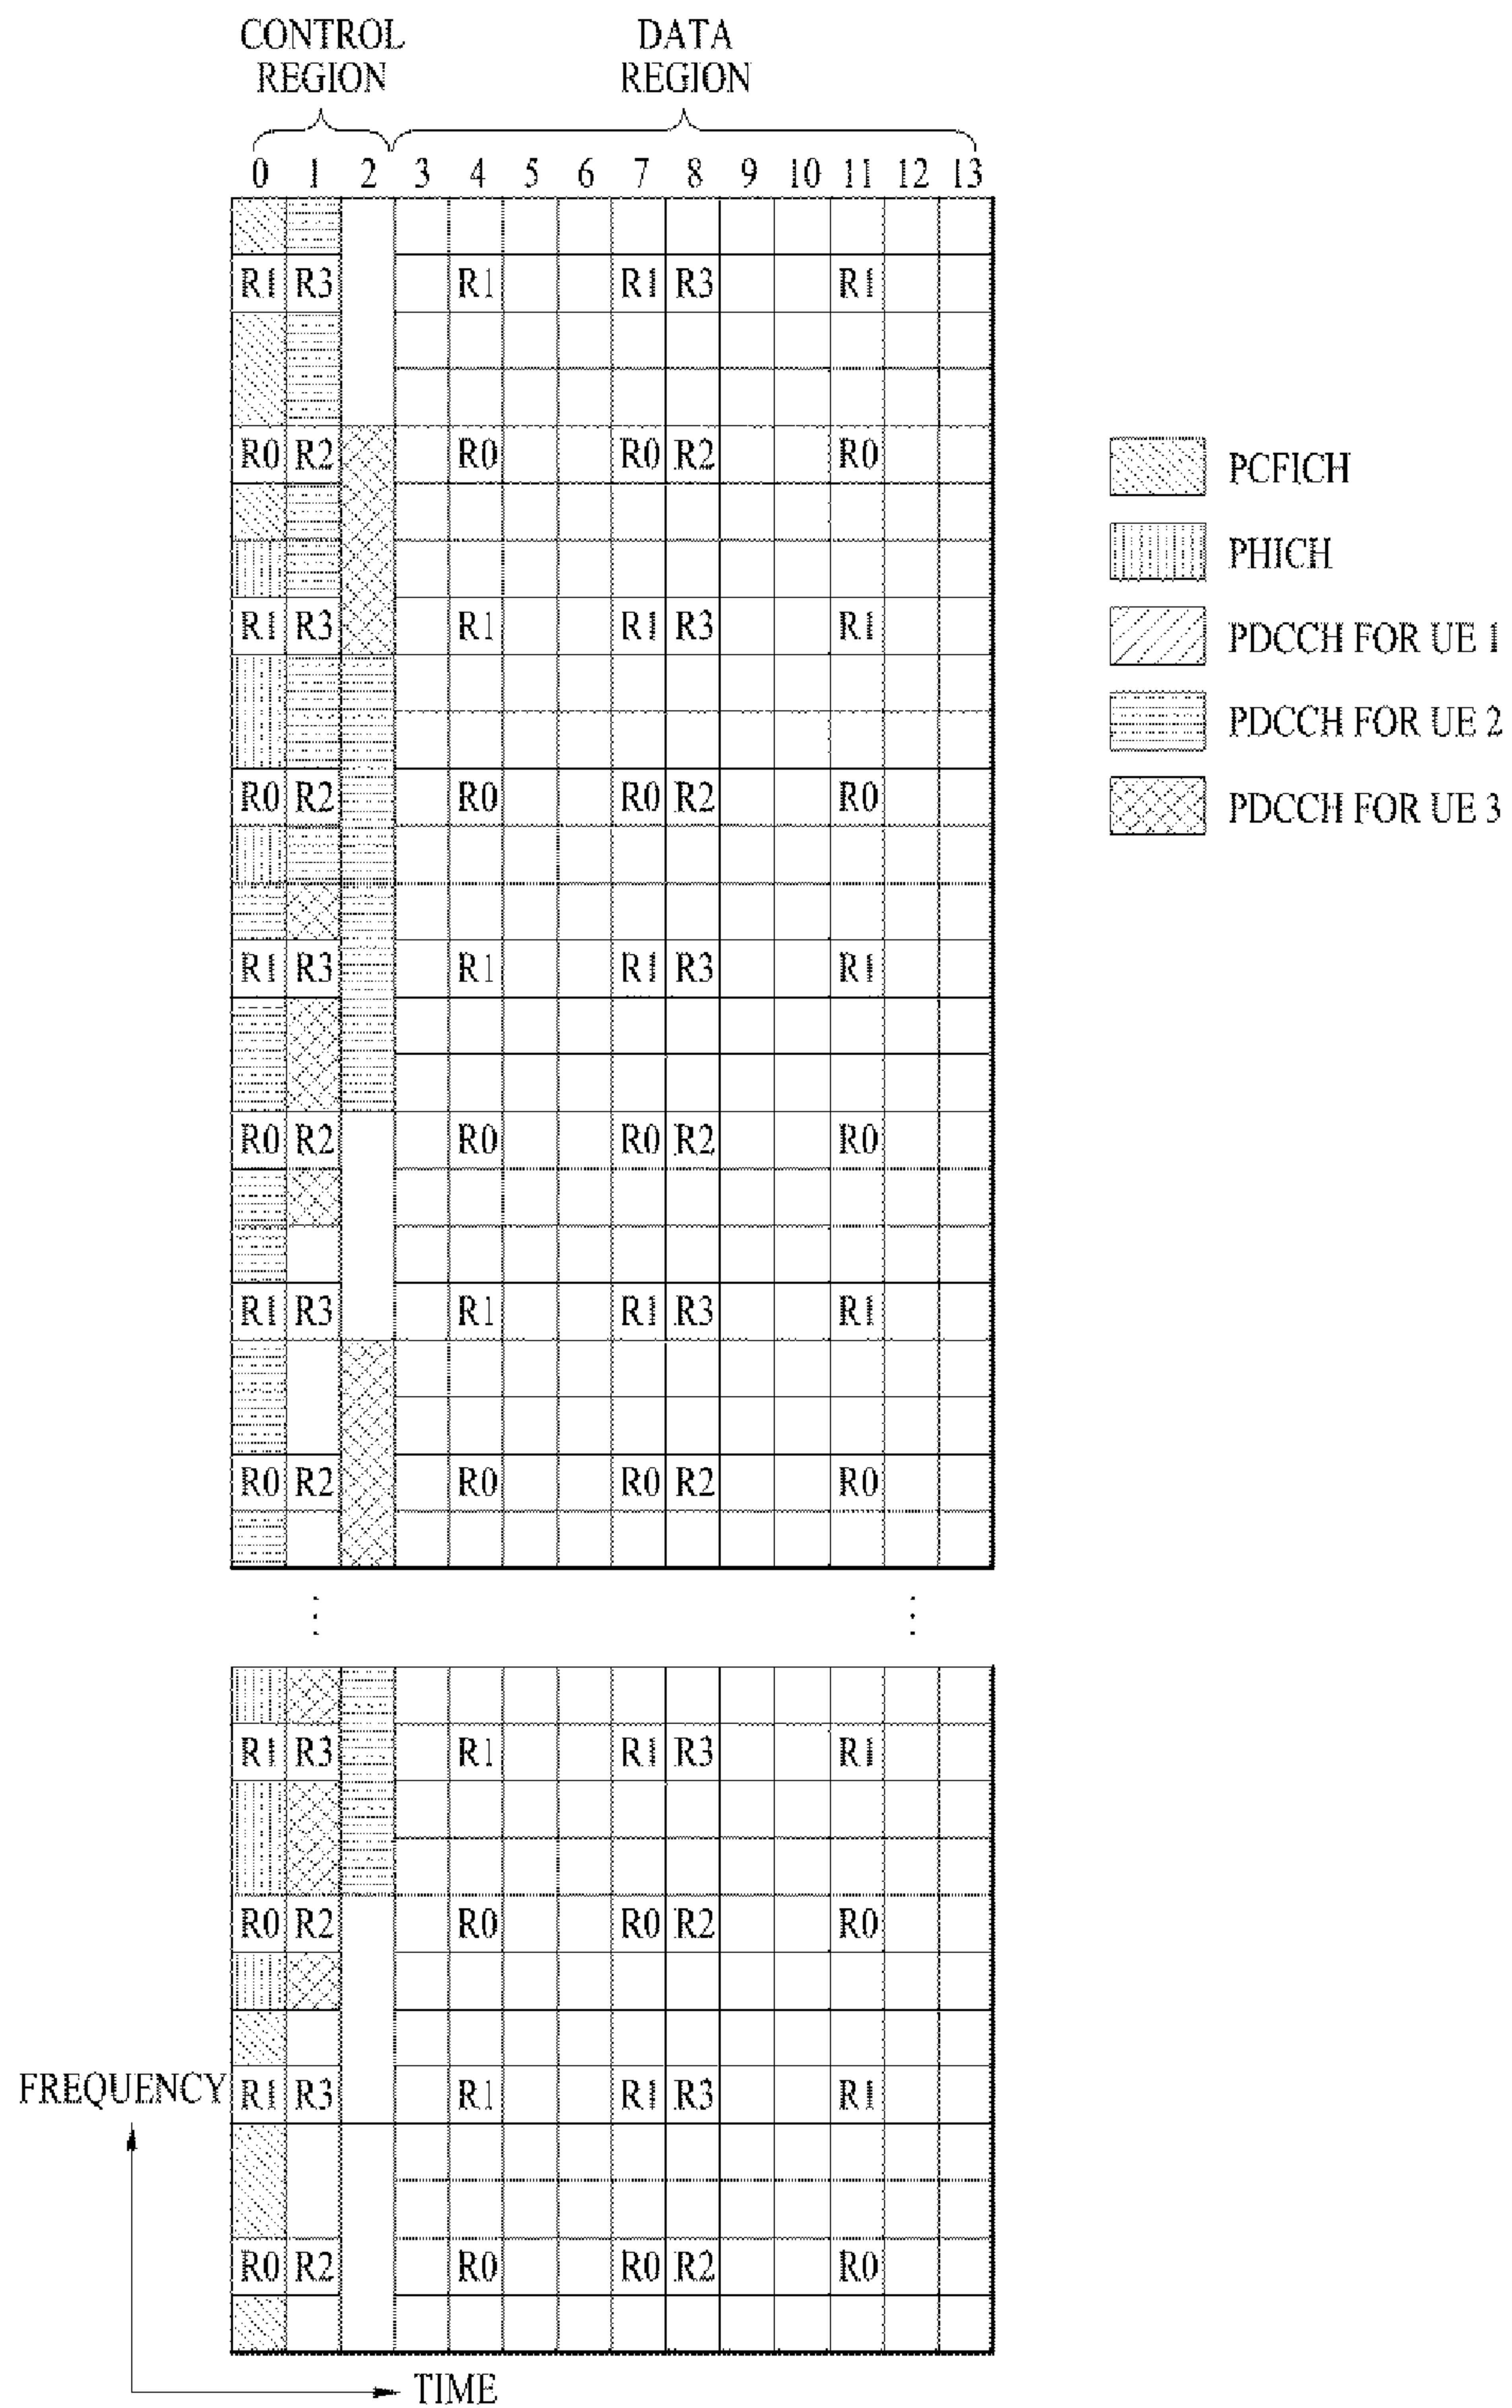 CONTROL REGION
DATA REGION
0 1 2 3 4 5 6 7 8 9 10 11 12 13
R1 R3 R1 R1 R3 R1
R0 R2 R0 R0 R2 R0
PCFICH
PHICH
R1 R3 R1 R1 R3 R1
PDCCH FOR UE 1
PDCCH FOR UE 2
R0 R2 R0 R0 R2 R0
PDCCH FOR UE 3
R1 R3 R1 R1 R3 R1
R0 R2 R0 R0 R2 R0
R1 R3 R1 R1 R3 R1
R0 R2 R0 R0 R2 R0
R1 R3 R1 R1 R3 R1
R0 R2 R0 R0 R2 R0
FREQUENCY
R1 R3 R1 R1 R3 R1
R0 R2 R0 R0 R2 R0
TIME